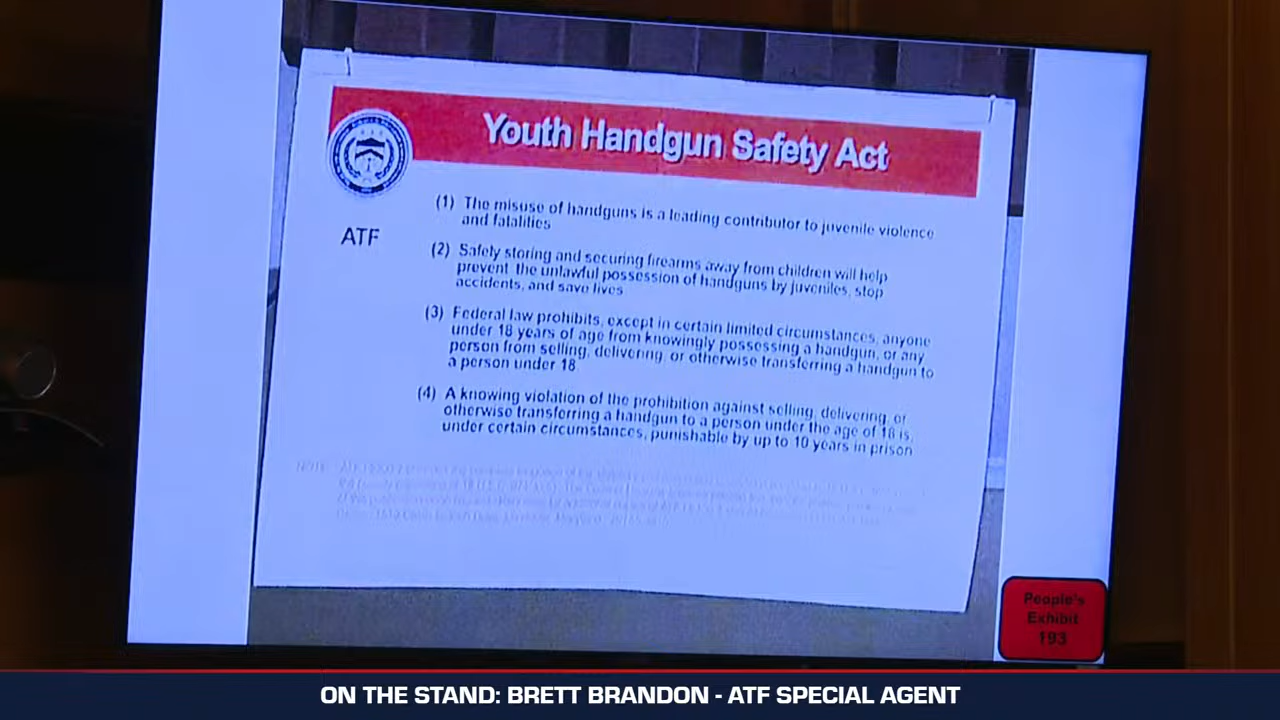 Youth Handgun Safety Act
ATF
(1) The misuse of handguns is a leading contributor to juvenile violence
and fatalities
(2) Safely storing and securing firearms away from children will help
prevent the unlawful possession of handguns by juveniles, stop
accidents, and save lives
(3) Federal law prohibits, except in certain limited circumstances, anyone
under 18 years of age from knowingly possessing a handgun, or any
person from selling, delivering, or otherwise transferring a handgun to
a person under 18
(4) A knowing violation of the prohibition against selling, delivering, or
otherwise transferring a handgun to a person under the age of 18 is,
under certain circumstances, punishable by up to 10 years in prison
People's
Exhibit
193
ON THE STAND: BRETT BRANDON - ATF SPECIAL AGENT